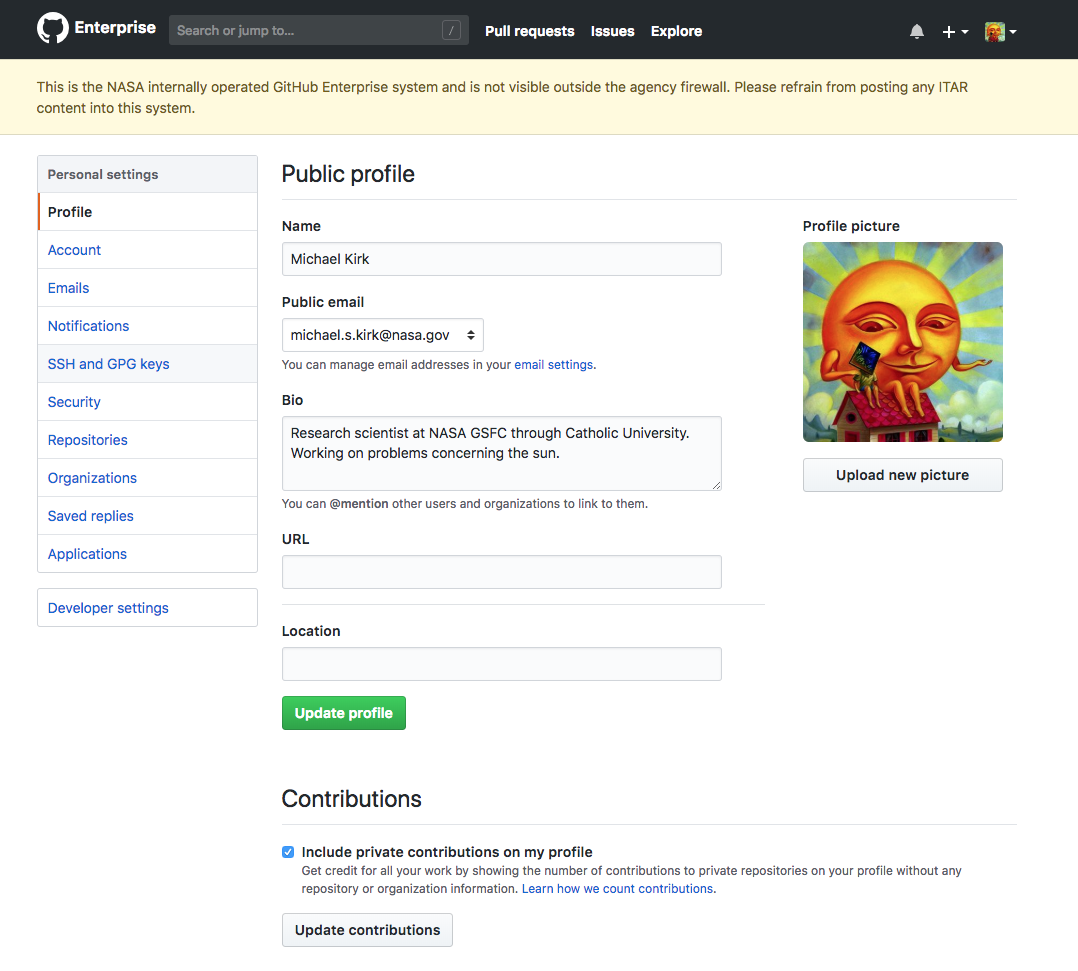 Enterprise
Search or jump to...
/
Pull requests
Issues
Explore
This is the NASA internally operated GitHub Enterprise system and is not visible outside the agency firewall. Please refrain from posting any ITAR
content into this system.
Personal settings
Profile
Account
Emails
Notifications
SSH and GPG keys
Security
Repositories
Organizations
Saved replies
Applications
Developer settings
Public profile
Name
Michael Kirk
Public email
michael.s.kirk@nasa.gov
You can manage email addresses in your email settings.
Bio
Research scientist at NASA GSFC through Catholic University.
Working on problems concerning the sun.
You can @mention other users and organizations to link to them.
URL
Location
Update profile
Profile picture
Upload new picture
Contributions
Include private contributions on my profile
Get credit for all your work by showing the number of contributions to private repositories on your profile without any
repository or organization information. Learn how we count contributions.
Update contributions